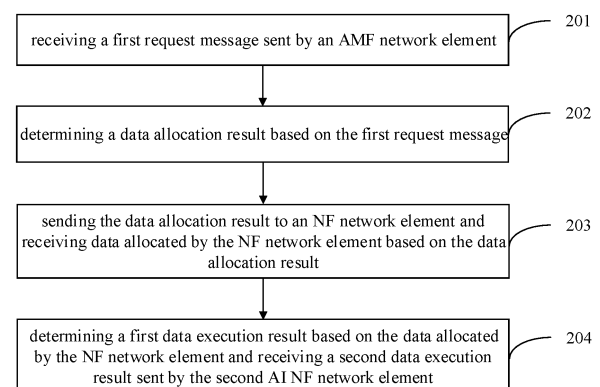 receiving a first request message sent by an AMF network element
201
determining a data allocation result based on the first request message
202
sending the data allocation result to an NF network element and
receiving data allocated by the NF network element based on the data
allocation result
203
determining a first data execution result based on the data allocated
by the NF network element and receiving a second data execution
result sent by the second AI NF network element
204